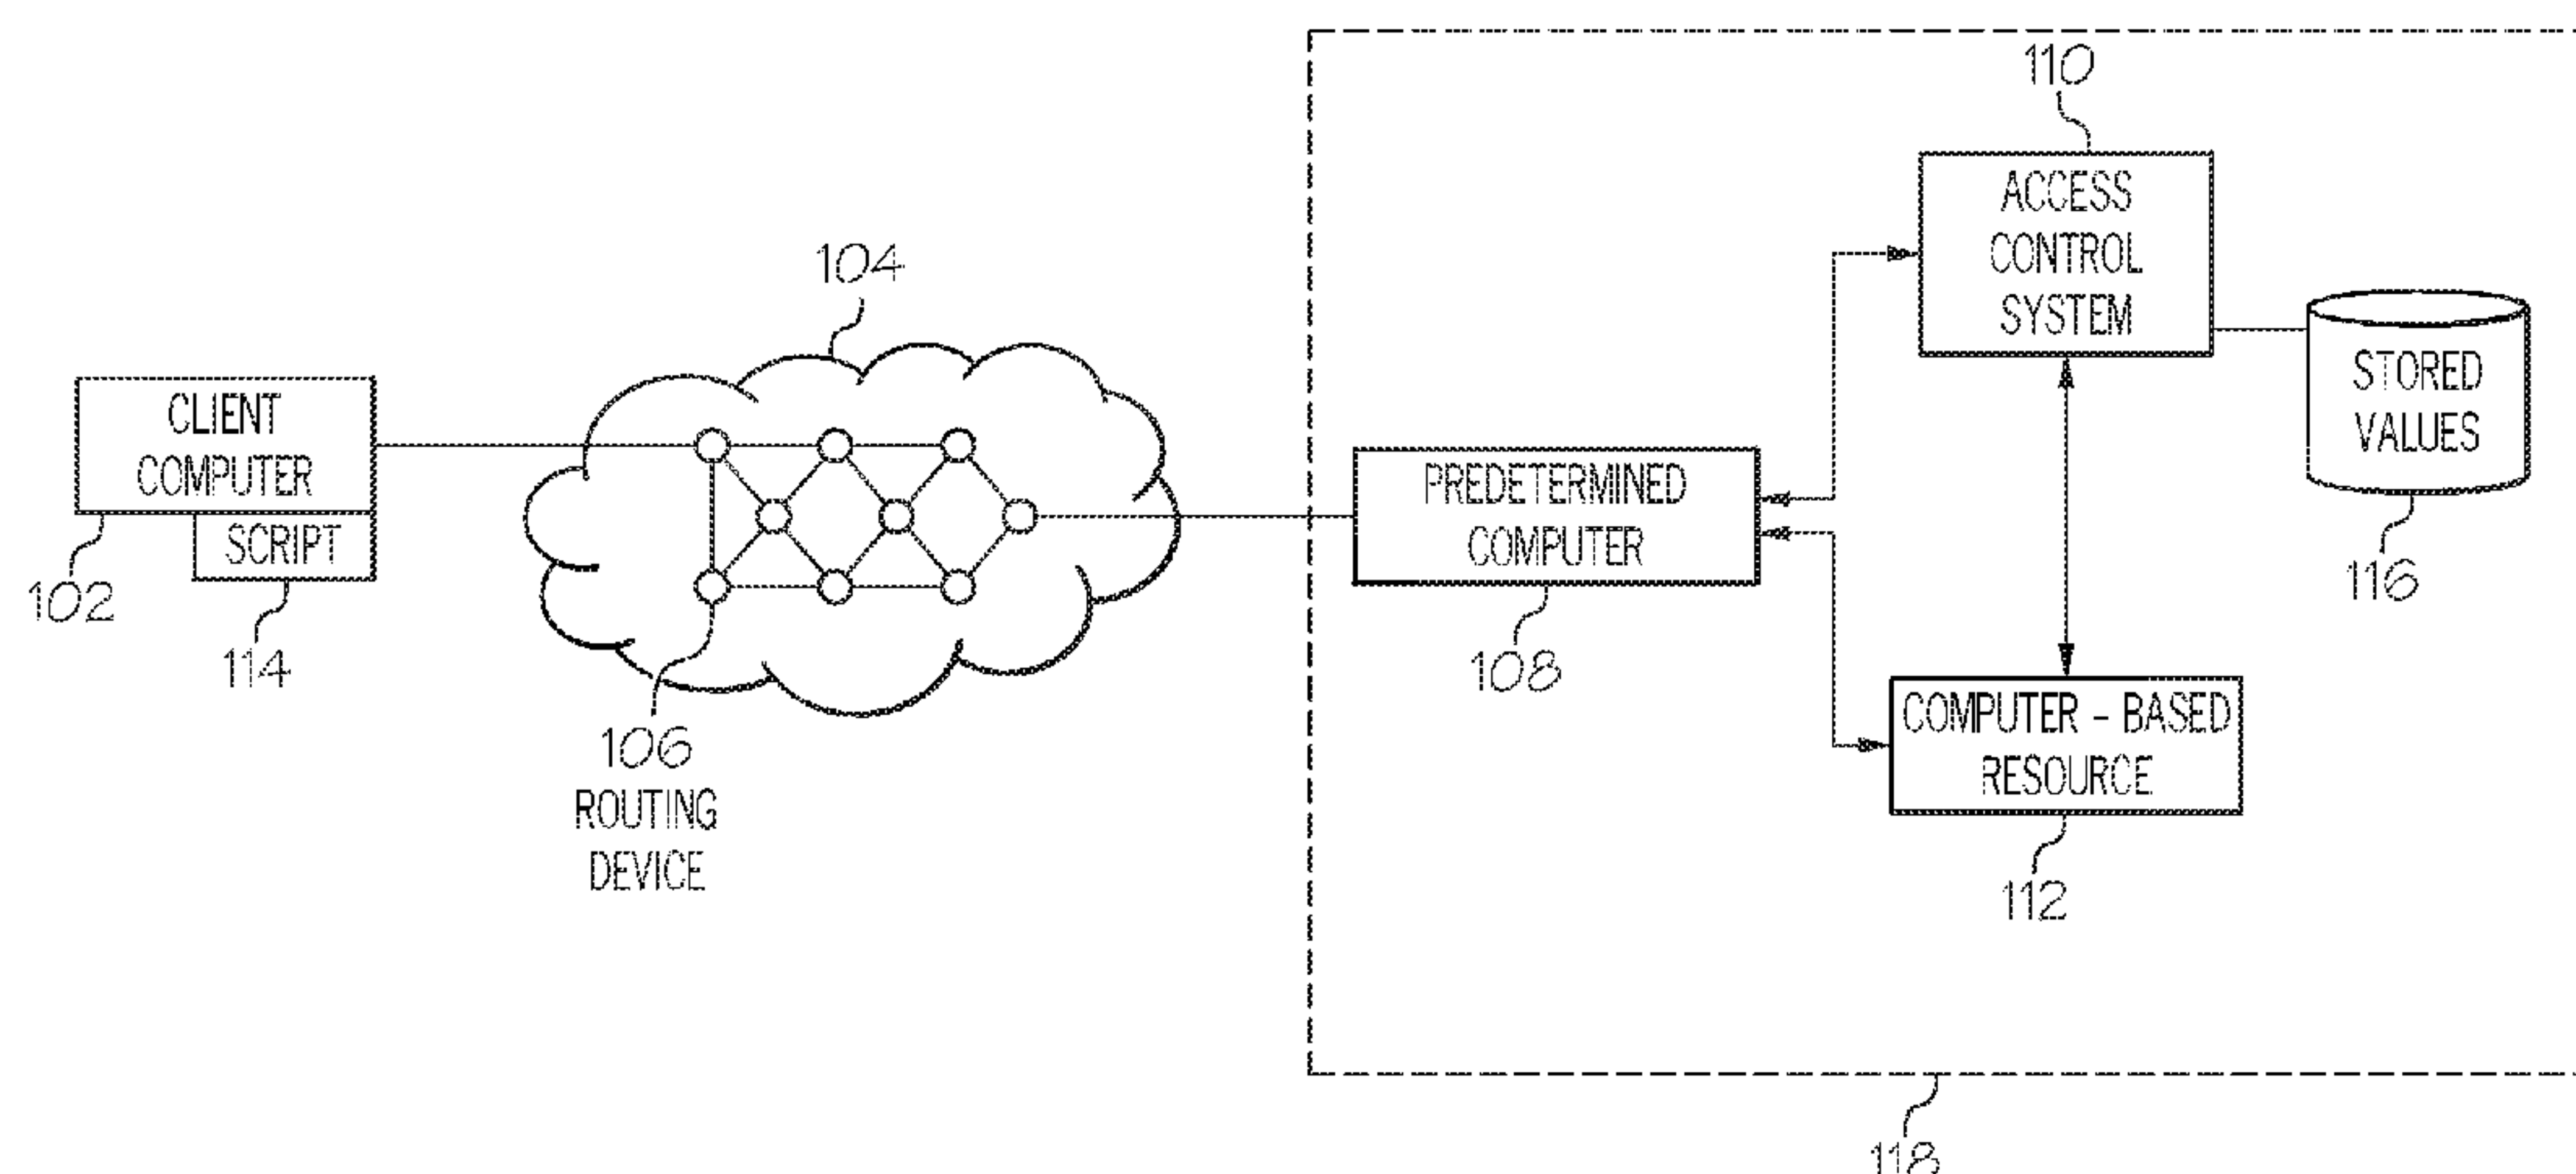 110
ACCESS
CONTROL
SYSTEM
104
STORED
VALUES
CLIENT
COMPUTER
PREDETERMINED
COMPUTER
SCRIPT
102
116
114
108
COMPUTER - BASED
RESOURCE
106
ROUTING
DEVICE
112
118